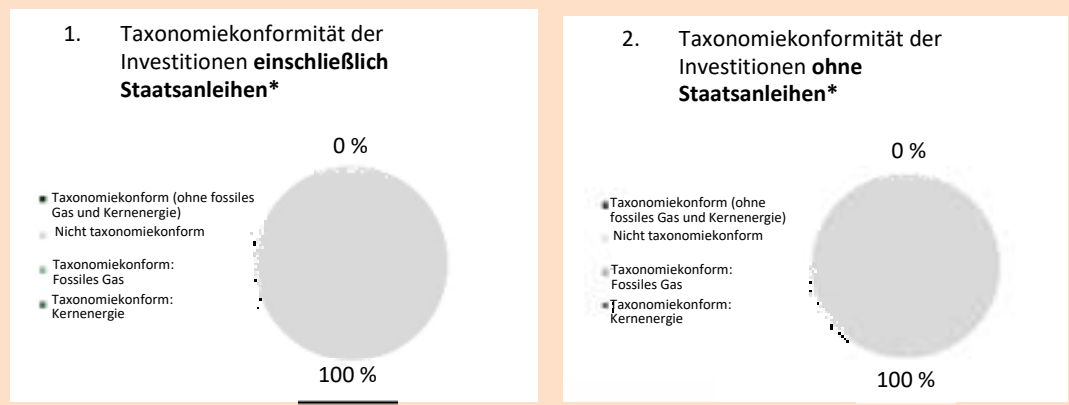 1. Taxonomiekonformität der
Investitionen einschließlich
Staatsanleihen*
0 %
Taxonomiekonform (ohne fossiles
Gas und Kernenergie)
Nicht taxonomiekonform
Taxonomiekonform:
Fossiles Gas
Taxonomiekonform:
Kernenergie
100 %
2. Taxonomiekonformität der
Investitionen ohne
Staatsanleihen*
0 %
Taxonomiekonform (ohne
fossiles Gas und Kernenergie)
Nicht taxonomiekonform
Taxonomiekonform:
Fossiles Gas
Taxonomiekonform:
Kernenergie
100 %